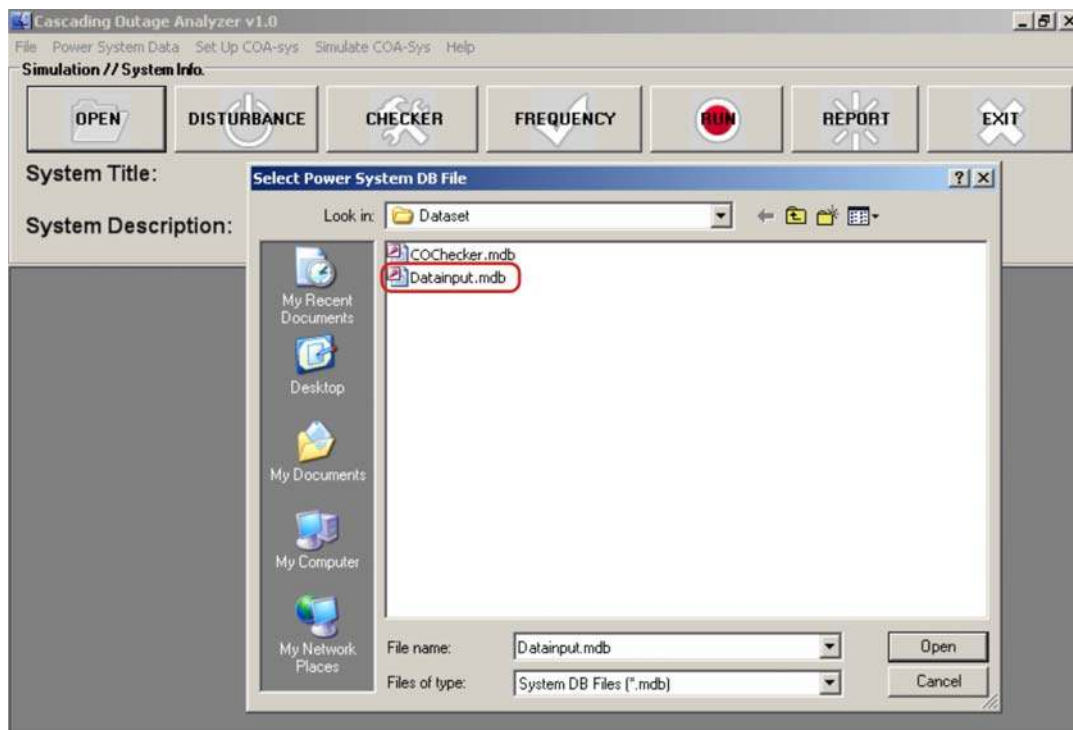 Cascading Outage Analyzer v1.0
File Power System Data Set Up COA-sys Simulate COA-Sys Help
Simulation // System Info.
OPEN DISTURBANCE CHECKER FREQUENCY RUN REPORT EXIT
System Title:
System Description:
Select Power System DB File
Look in: Dataset
COChecker.mdb
Datainput.mdb
My Recent
Documents
Desktop
My Documents
My Computer
My Network
Places
File name: Datainput.mdb Open
Files of type: System DB Files (*.mdb) Cancel